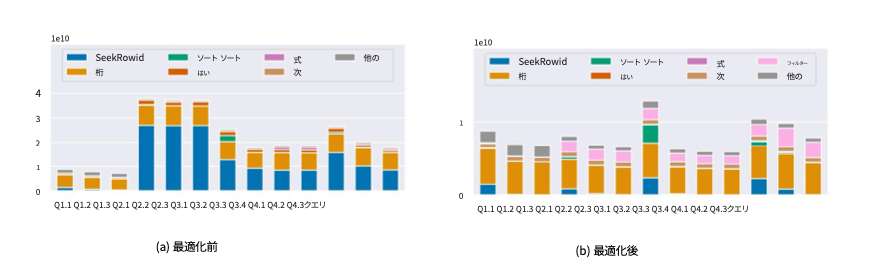 1e10
SeekRowid ソート ソート 式 他の
桁 はい 次
4
3
2
1
0
Q1.1 Q1.2 Q1.3 Q2.1 Q2.2 Q2.3 Q3.1 Q3.2 Q3.3 Q3.4 Q4.1 Q4.2 Q4.3クエリ
(a) 最適化前
1e10
SeekRowid ソート ソート 式 フィルター
桁 はい 次 他の
1
0
Q1.1 Q1.2 Q1.3 Q2.1 Q2.2 Q2.3 Q3.1 Q3.2 Q3.3 Q3.4 Q4.1 Q4.2 Q4.3クエリ
(b) 最適化後